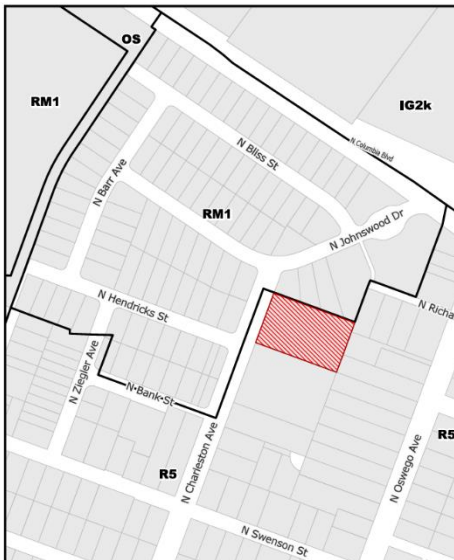 OS
RM1
IG2k
N Columbia Blvd
N Bliss St
N Barr Ave
RM1
N Johnswood Dr
N Hendricks St
N Richa
N Ziegler Ave
N Bank St
R5
N Charleston Ave
R5
N Oswego Ave
N Swenson St